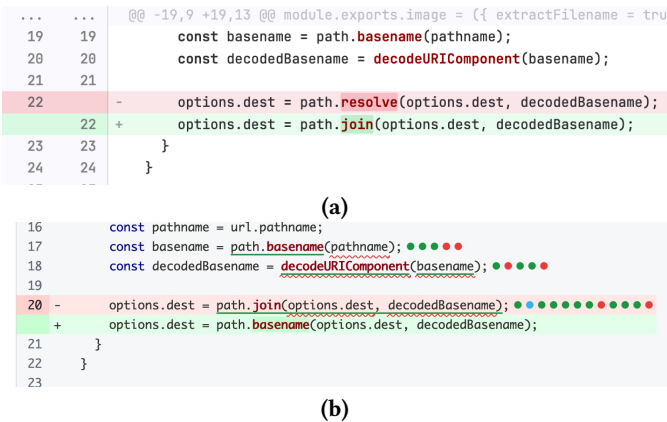 ... ... @@ -19,9 +19,13 @@ module.exports.image = ({ extractFilename = tru
19 19 const basename = path.basename(pathname);
20 20 const decodedBasename = decodeURIComponent(basename);
21 21
22 - options.dest = path.resolve(options.dest, decodedBasename);
22 + options.dest = path.join(options.dest, decodedBasename);
23 23 }
24 24 }
(a)
16 const pathname = url.pathname;
17 const basename = path.basename(pathname);
18 const decodedBasename = decodeURIComponent(basename);
19
20 - options.dest = path.join(options.dest, decodedBasename);
+ options.dest = path.basename(options.dest, decodedBasename);
21 }
22 }
23
(b)